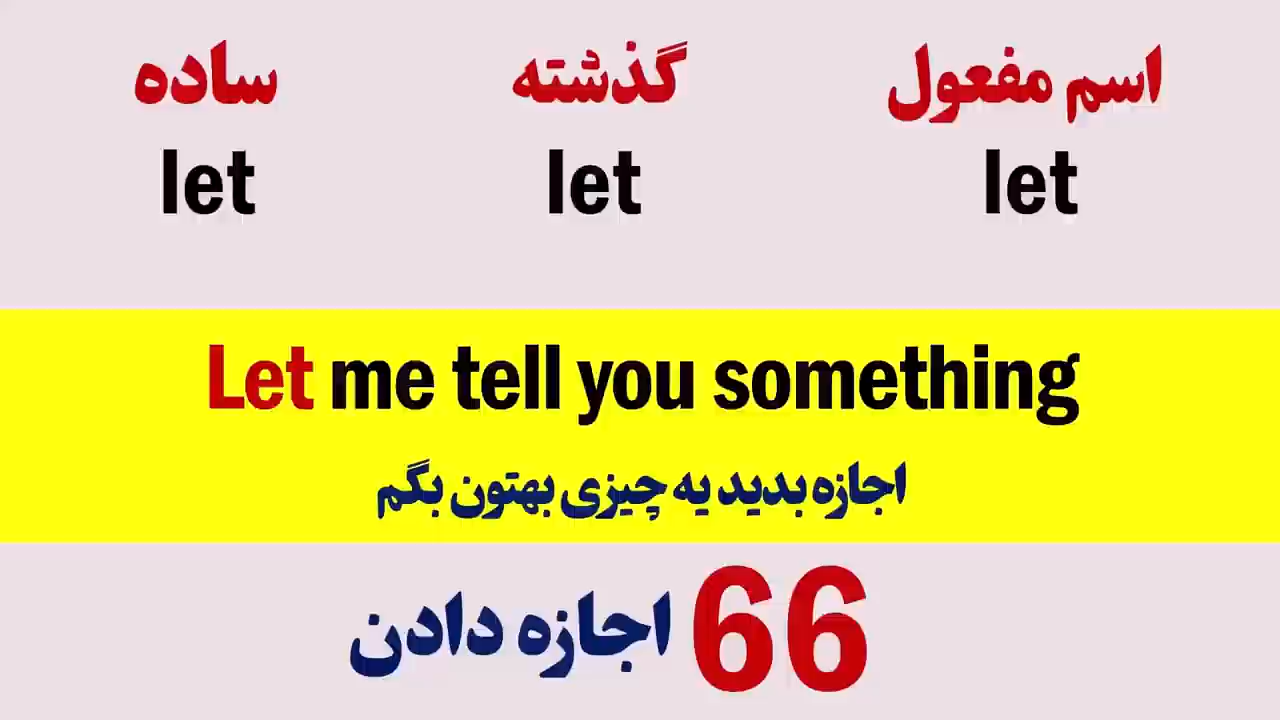 ساده گذشته اسم مفعول
let let let
Let me tell you something
اجازه بدید یه چیزی بهتون بگم
66 اجازه دادن